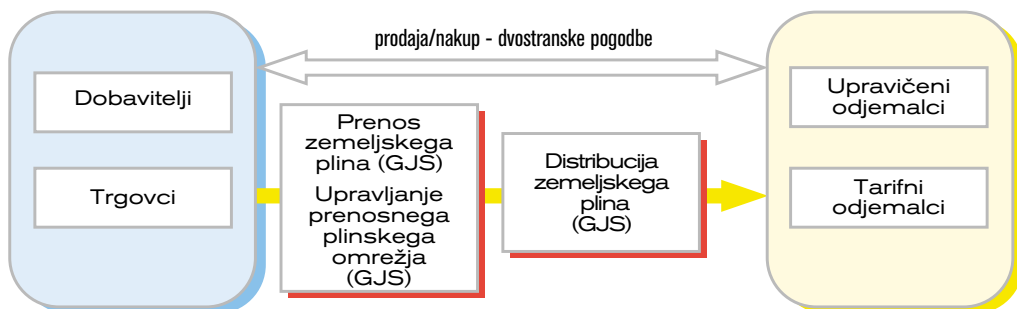 prodaja/nakup - dvostranske pogodbe
Dobavitelji
Trgovci
Prenos
zemeljskega
plina (GJS)
Upravljanje
prenosnega
plinskega
omrežja
(GJS)
Distribucija
zemeljskega
plina
(GJS)
Upravičeni
odjemalci
Tarifni
odjemalci